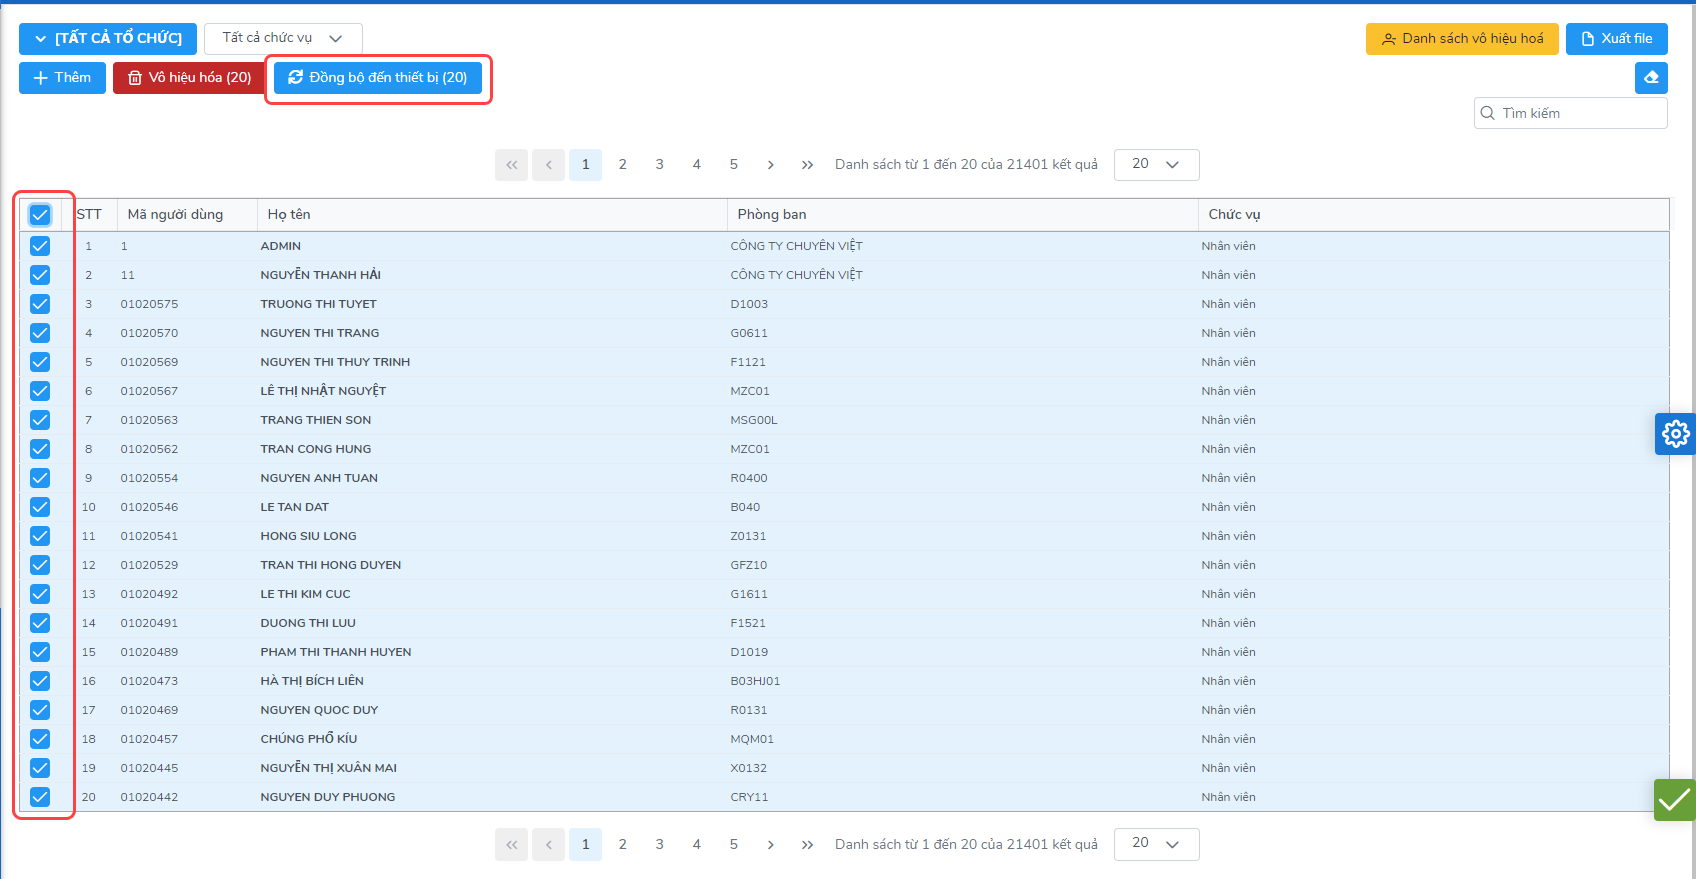 [TẤT CẢ TỔ CHỨC] Tất cả chức vụ Danh sách vô hiệu hoá Xuất file
Thêm Vô hiệu hóa (20) Đồng bộ đến thiết bị (20)
Tìm kiếm
« ‹ 1 2 3 4 5 › » Danh sách từ 1 đến 20 của 21401 kết quả 20
STT Mã người dùng Họ tên Phòng ban Chức vụ
1 1 ADMIN CÔNG TY CHUYÊN VIỆT Nhân viên
2 11 NGUYỄN THANH HẢI CÔNG TY CHUYÊN VIỆT Nhân viên
3 01020575 TRUONG THI TUYET D1003 Nhân viên
4 01020570 NGUYEN THI TRANG G0611 Nhân viên
5 01020569 NGUYEN THI THUY TRINH F1121 Nhân viên
6 01020567 LÊ THỊ NHẬT NGUYỆT MZC01 Nhân viên
7 01020563 TRANG THIEN SON MSG00L Nhân viên
8 01020562 TRAN CONG HUNG MZC01 Nhân viên
9 01020554 NGUYEN ANH TUAN R0400 Nhân viên
10 01020546 LE TAN DAT B040 Nhân viên
11 01020541 HONG SIU LONG Z0131 Nhân viên
12 01020529 TRAN THI HONG DUYEN GFZ10 Nhân viên
13 01020492 LE THI KIM CUC G1611 Nhân viên
14 01020491 DUONG THI LUU F1521 Nhân viên
15 01020489 PHAM THI THANH HUYEN D1019 Nhân viên
16 01020473 HÀ THỊ BÍCH LIÊN B03HJ01 Nhân viên
17 01020469 NGUYEN QUOC DUY R0131 Nhân viên
18 01020457 CHÚNG PHỔ KÍU MQM01 Nhân viên
19 01020445 NGUYỄN THỊ XUÂN MAI X0132 Nhân viên
20 01020442 NGUYEN DUY PHUONG CRY11 Nhân viên
« ‹ 1 2 3 4 5 › » Danh sách từ 1 đến 20 của 21401 kết quả 20